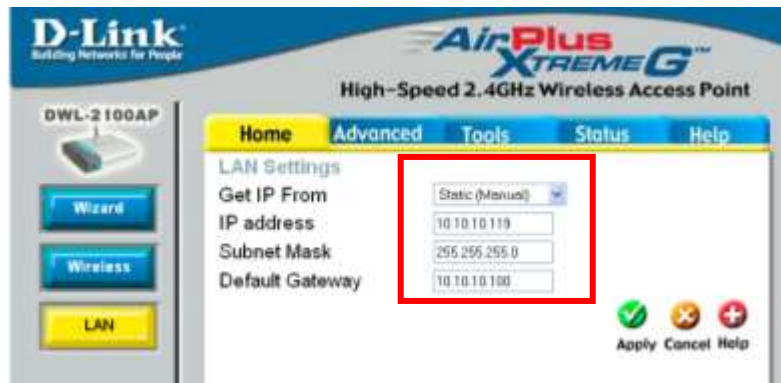 D-Link
Building Networks for People
AirPlus
XTREME G™
High-Speed 2.4GHz Wireless Access Point
DWL-2100AP
Home Advanced Tools Status Help
LAN Settings
Get IP From Static (Manual)
IP address 10.10.10.119
Subnet Mask 255.255.255.0
Default Gateway 10.10.10.100
Wizard
Wireless
LAN
Apply Cancel Help